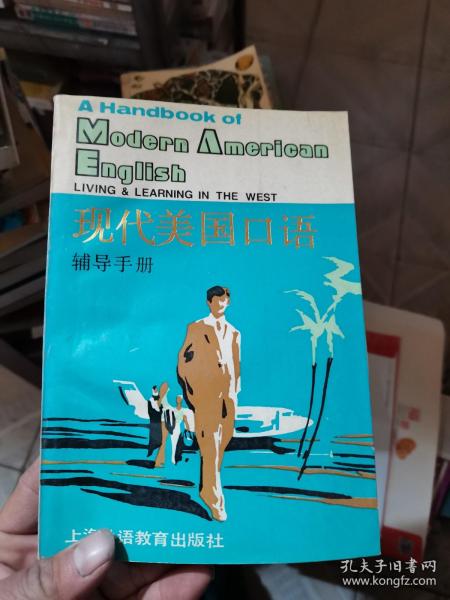 A Handbook of
Modern American
English
LIVING & LEARNING IN THE WEST
现代美国口语
辅导手册
上海 语教育出版社
孔夫子旧书网
www.kongfz.com